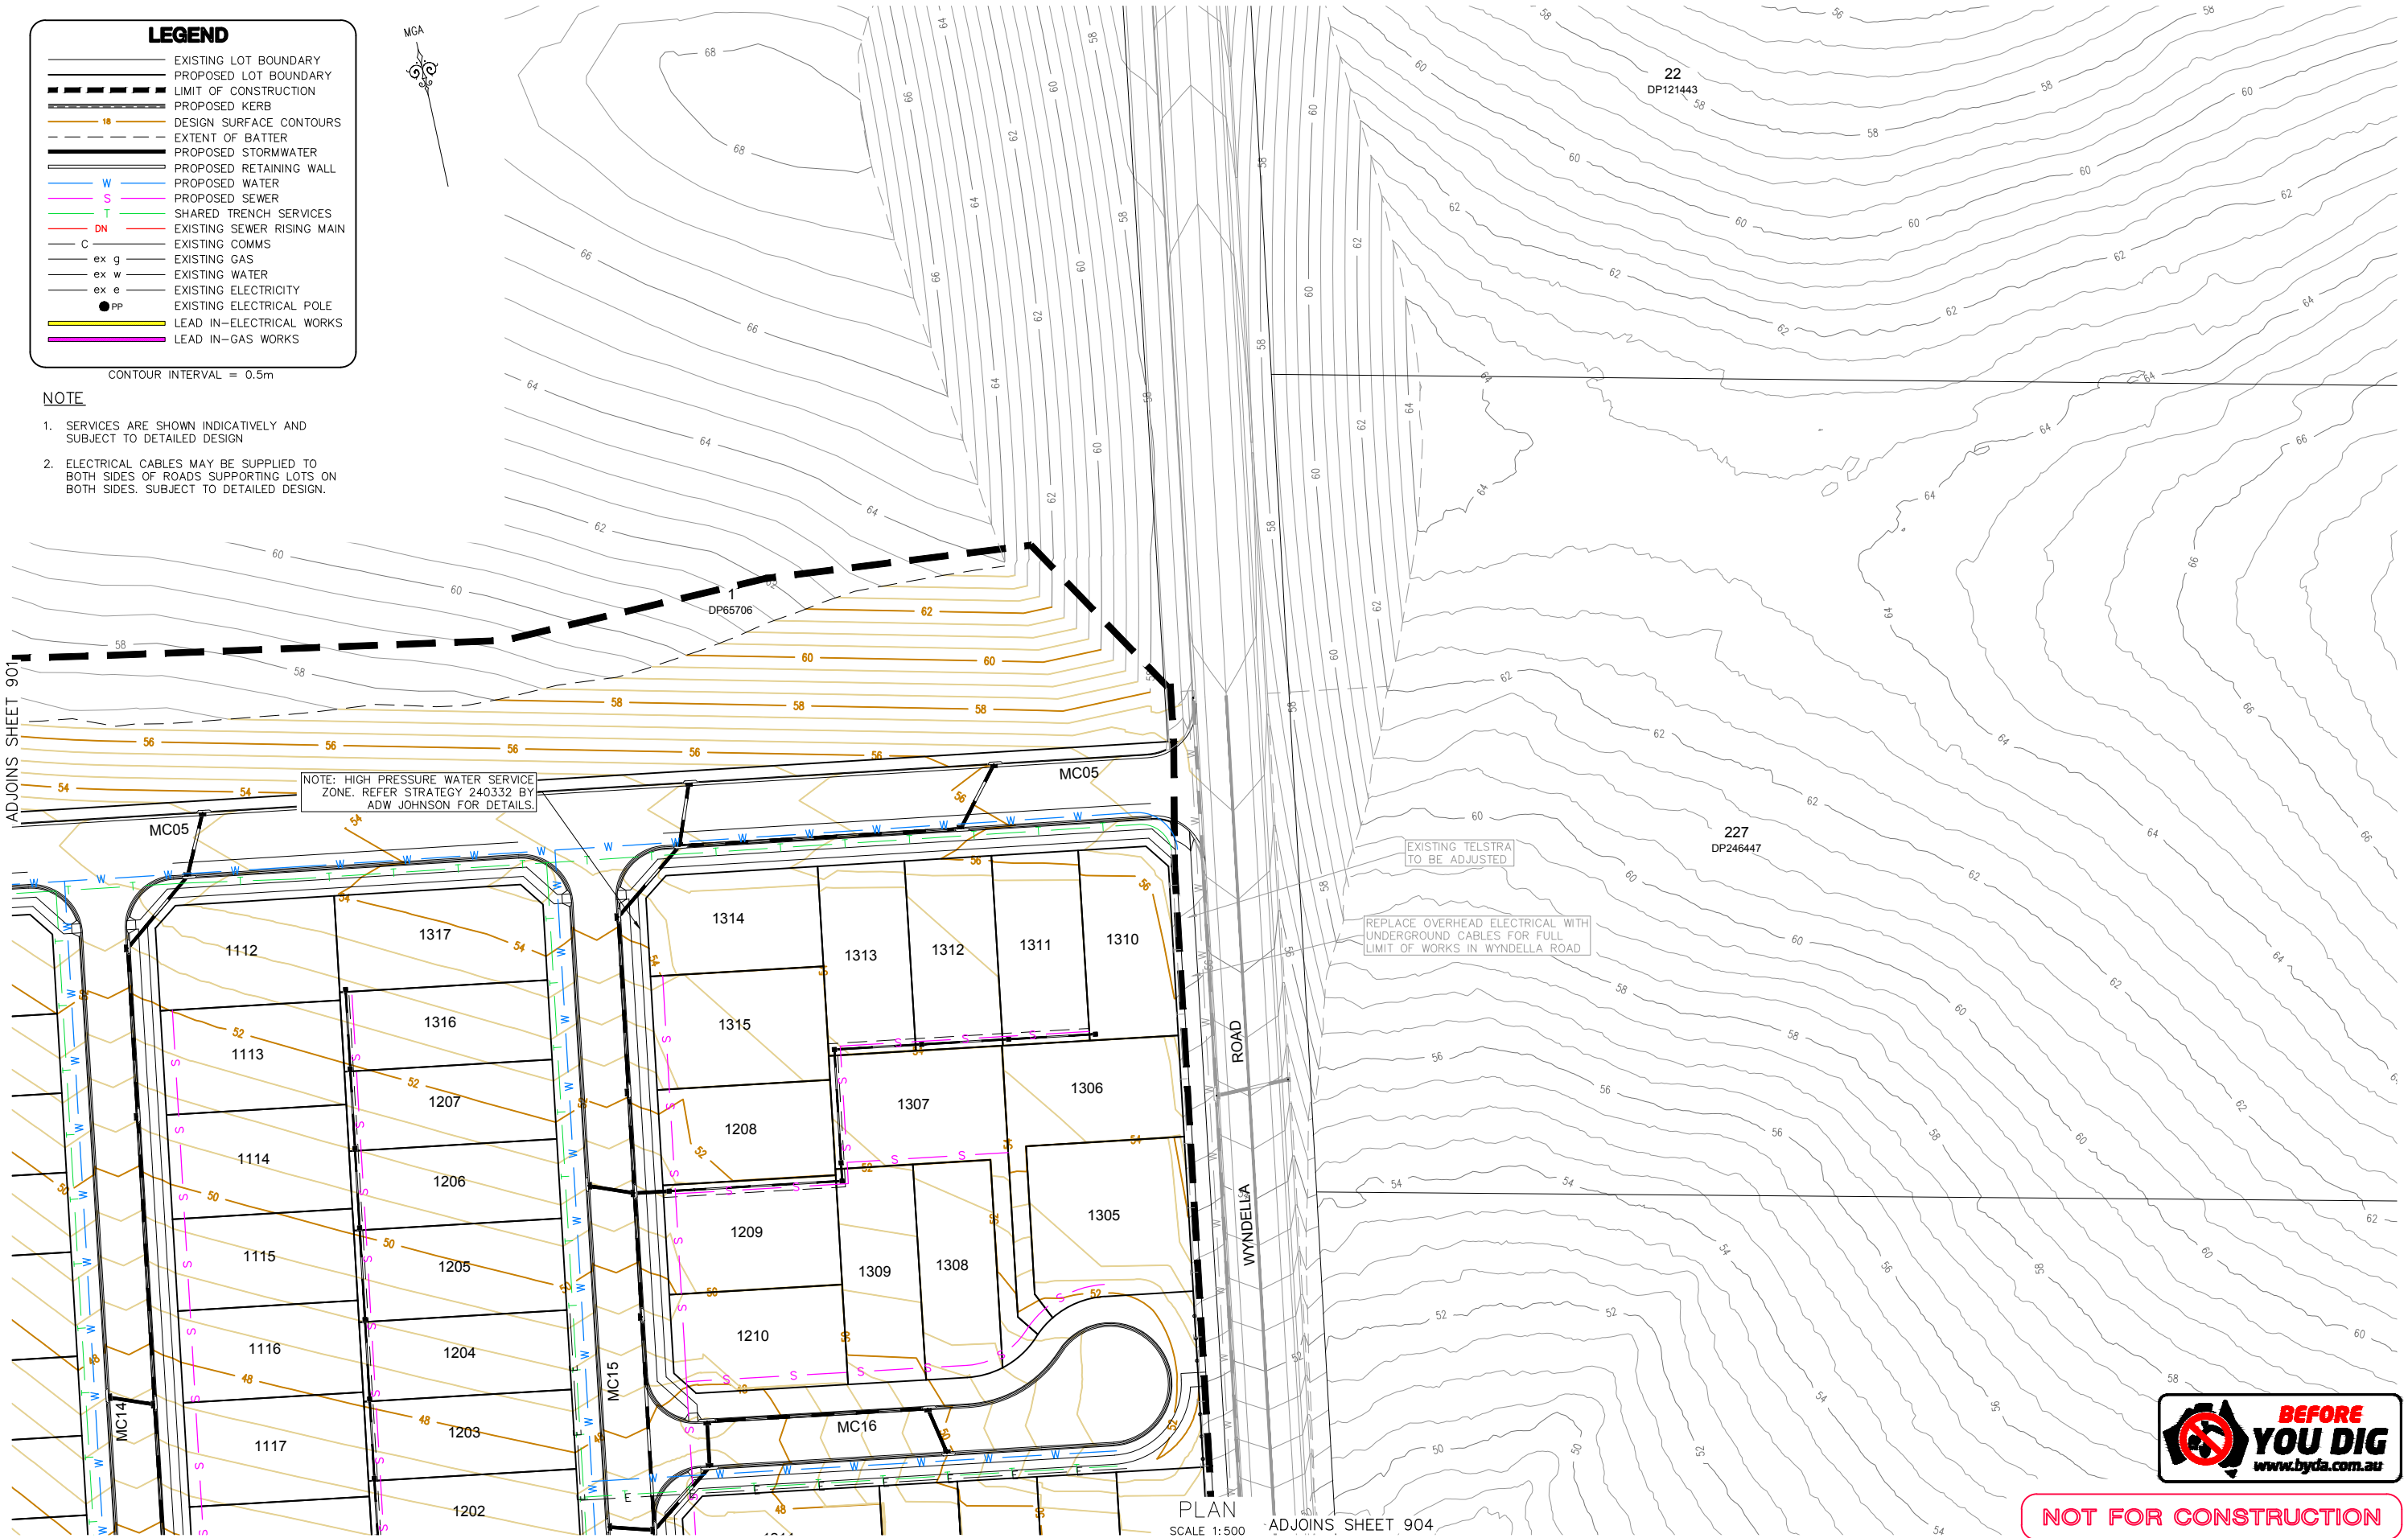 LEGEND
EXISTING LOT BOUNDARY
PROPOSED LOT BOUNDARY
LIMIT OF CONSTRUCTION
PROPOSED KERB
18 DESIGN SURFACE CONTOURS
EXTENT OF BATTER
PROPOSED STORMWATER
PROPOSED RETAINING WALL
W PROPOSED WATER
S PROPOSED SEWER
T SHARED TRENCH SERVICES
DN EXISTING SEWER RISING MAIN
C EXISTING COMMS
ex g EXISTING GAS
ex w EXISTING WATER
ex e EXISTING ELECTRICITY
PP EXISTING ELECTRICAL POLE
LEAD IN-ELECTRICAL WORKS
LEAD IN-GAS WORKS
CONTOUR INTERVAL = 0.5m
NOTE
1. SERVICES ARE SHOWN INDICATIVELY AND
SUBJECT TO DETAILED DESIGN
2. ELECTRICAL CABLES MAY BE SUPPLIED TO
BOTH SIDES OF ROADS SUPPORTING LOTS ON
BOTH SIDES. SUBJECT TO DETAILED DESIGN.
MGA
22
DP121443
1
DP65706
ADJOINS SHEET 901
NOTE: HIGH PRESSURE WATER SERVICE
ZONE. REFER STRATEGY 240332 BY
ADW JOHNSON FOR DETAILS.
MC05
MC05
227
DP246447
EXISTING TELSTRA
TO BE ADJUSTED
REPLACE OVERHEAD ELECTRICAL WITH
UNDERGROUND CABLES FOR FULL
LIMIT OF WORKS IN WYNDELLA ROAD
1314
1317
1112
1313
1312
1311
1310
1316
1315
1113
1207
1307
1306
1208
1114
1206
1209
1305
1115
1205
1309
1308
1116
1204
1210
1117
1203
1202
MC14
MC15
MC16
WYNDELLA ROAD
PLAN
SCALE 1:500
ADJOINS SHEET 904
BEFORE
YOU DIG
www.byda.com.au
NOT FOR CONSTRUCTION